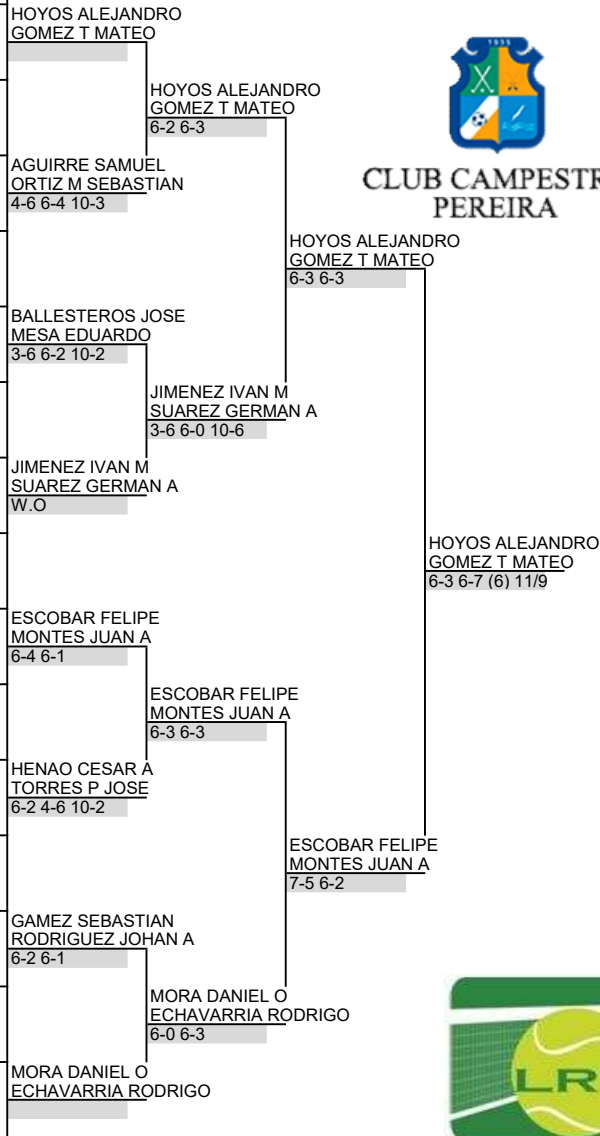 HOYOS ALEJANDRO
GOMEZ T MATEO
HOYOS ALEJANDRO
GOMEZ T MATEO
6-2 6-3
AGUIRRE SAMUEL
ORTIZ M SEBASTIAN
4-6 6-4 10-3
1935
CLUB CAMPESTR
PEREIRA
HOYOS ALEJANDRO
GOMEZ T MATEO
6-3 6-3
BALLESTEROS JOSE
MESA EDUARDO
3-6 6-2 10-2
JIMENEZ IVAN M
SUAREZ GERMAN A
3-6 6-0 10-6
JIMENEZ IVAN M
SUAREZ GERMAN A
W.O
HOYOS ALEJANDRO
GOMEZ T MATEO
6-3 6-7 (6) 11/9
ESCOBAR FELIPE
MONTES JUAN A
6-4 6-1
ESCOBAR FELIPE
MONTES JUAN A
6-3 6-3
HENAO CESAR A
TORRES P JOSE
6-2 4-6 10-2
ESCOBAR FELIPE
MONTES JUAN A
7-5 6-2
GAMEZ SEBASTIAN
RODRIGUEZ JOHAN A
6-2 6-1
MORA DANIEL O
ECHAVARRIA RODRIGO
6-0 6-3
MORA DANIEL O
ECHAVARRIA RODRIGO
LR